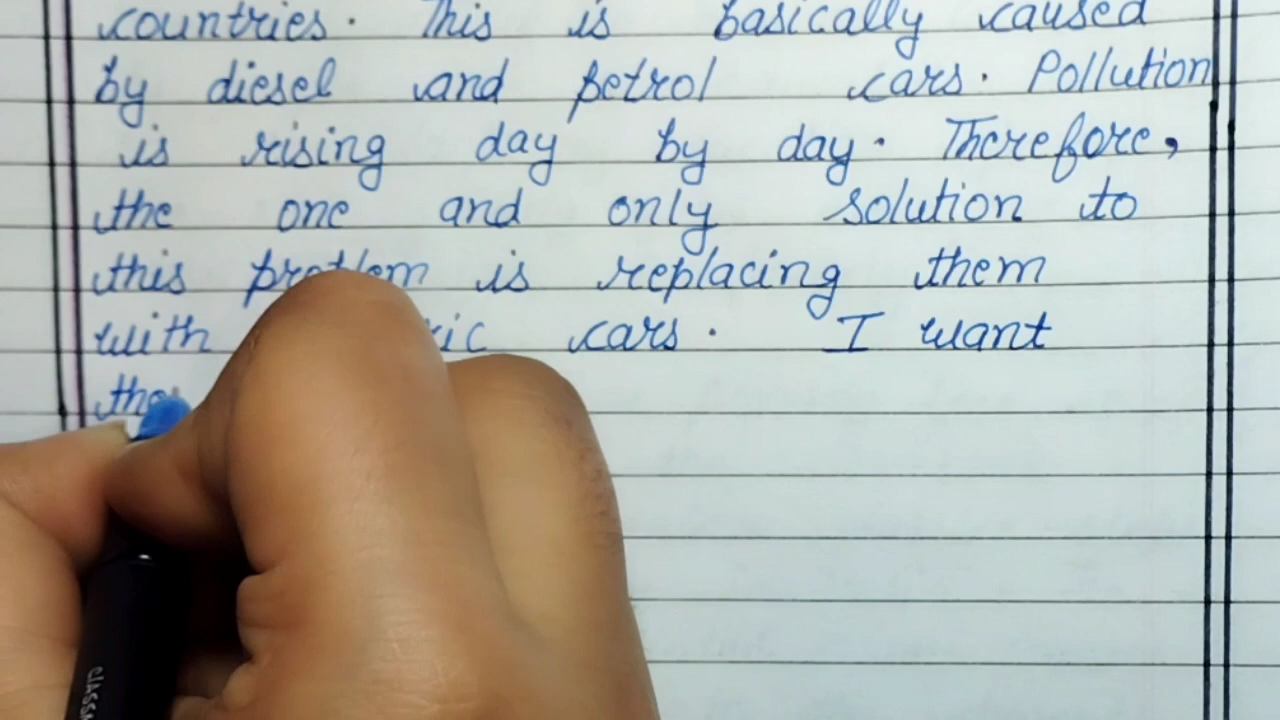 countries. This is basically caused
by diesel and petrol cars. Pollution
is rising day by day. Therefore,
the one and only solution to
this problem is replacing them
with cars. I want